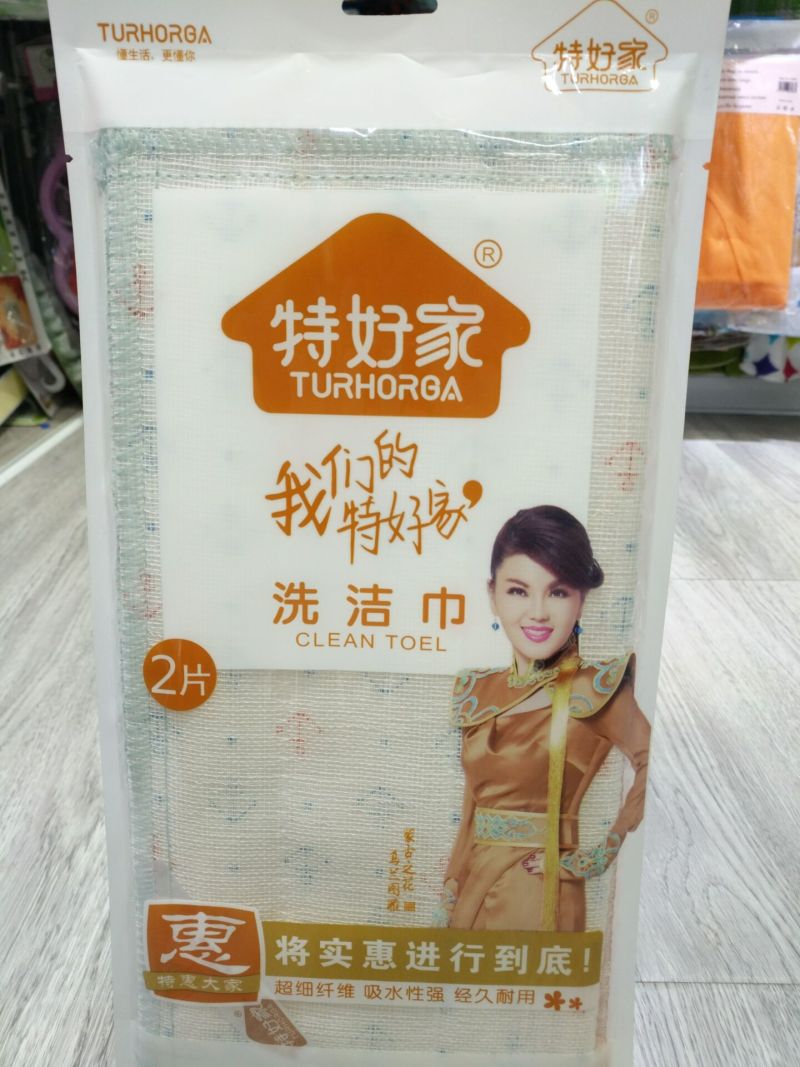 TURHORGA
懂生活，更懂你
特好家®
TURHORGA
®
特好家
TURHORGA
我们的
特好家
洗洁巾
CLEAN TOEL
2片
蒙古之花
乌兰图雅
惠
特惠大家
将实惠进行到底！
超细纤维 吸水性强 经久耐用
特好家